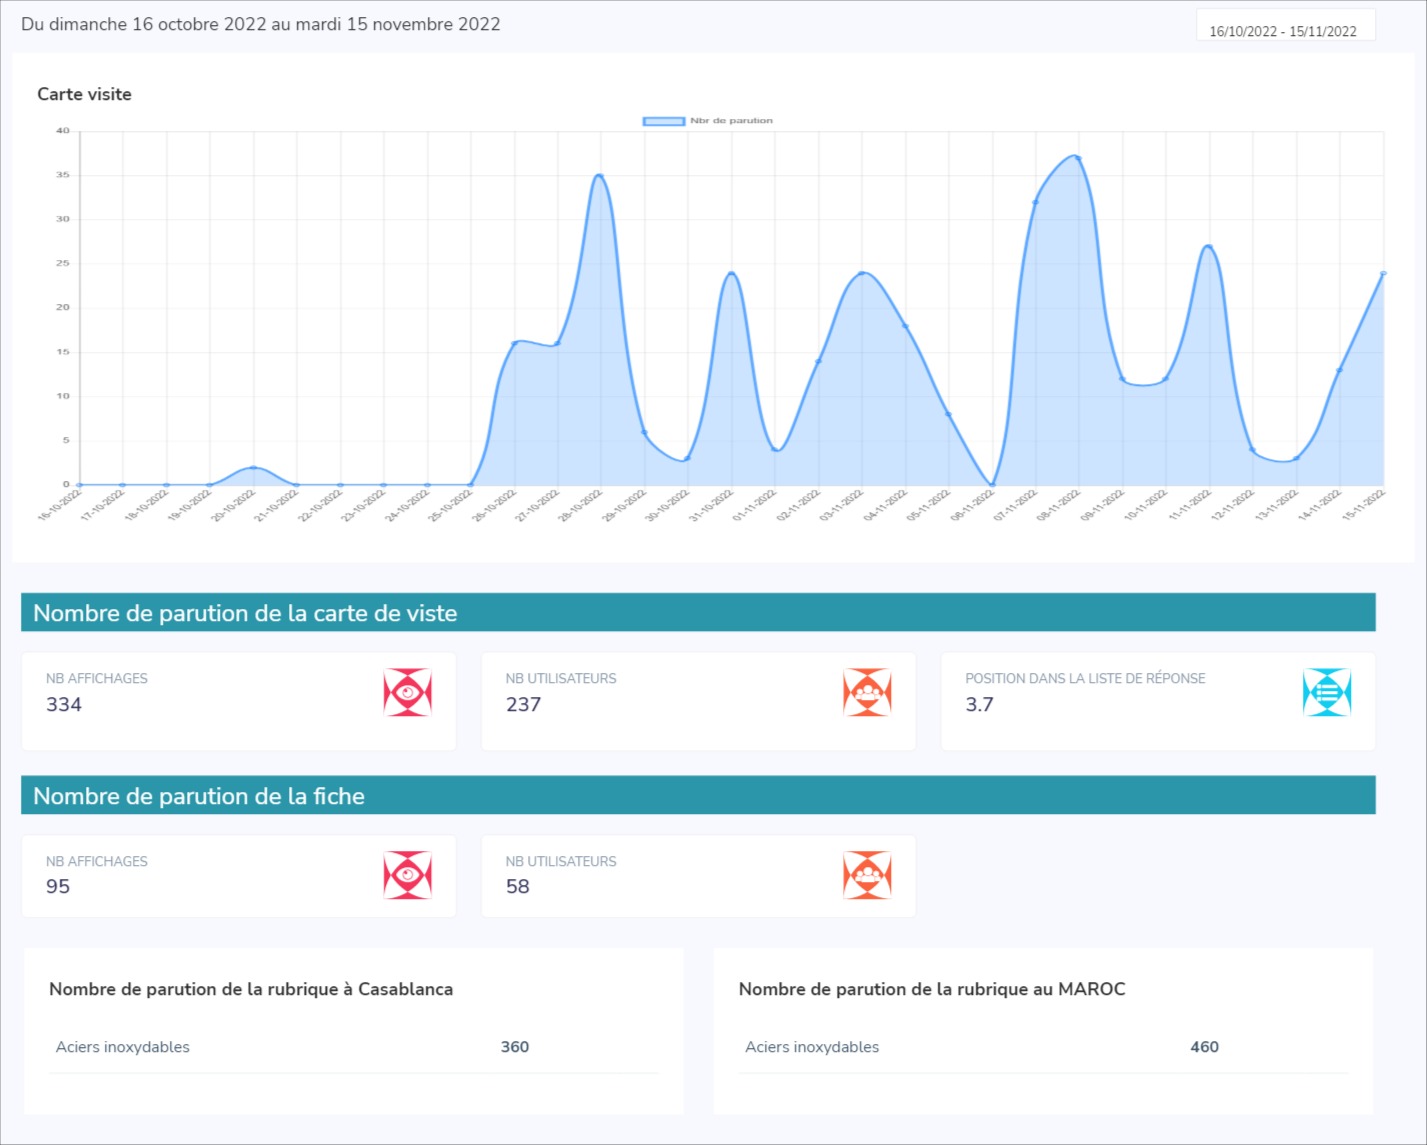 Du dimanche 16 octobre 2022 au mardi 15 novembre 2022
16/10/2022 - 15/11/2022
Carte visite
Nbr de parution
40
35
30
25
20
15
10
5
0
16-10-2022 17-10-2022 18-10-2022 19-10-2022 20-10-2022 21-10-2022 22-10-2022 23-10-2022 24-10-2022 25-10-2022 26-10-2022 27-10-2022 28-10-2022 29-10-2022 30-10-2022 31-10-2022 01-11-2022 02-11-2022 03-11-2022 04-11-2022 05-11-2022 06-11-2022 07-11-2022 08-11-2022 09-11-2022 10-11-2022 11-11-2022 12-11-2022 13-11-2022 14-11-2022 15-11-2022
Nombre de parution de la carte de viste
NB AFFICHAGES
334
NB UTILISATEURS
237
POSITION DANS LA LISTE DE RÉPONSE
3.7
Nombre de parution de la fiche
NB AFFICHAGES
95
NB UTILISATEURS
58
Nombre de parution de la rubrique à Casablanca
Aciers inoxydables 360
Nombre de parution de la rubrique au MAROC
Aciers inoxydables 460